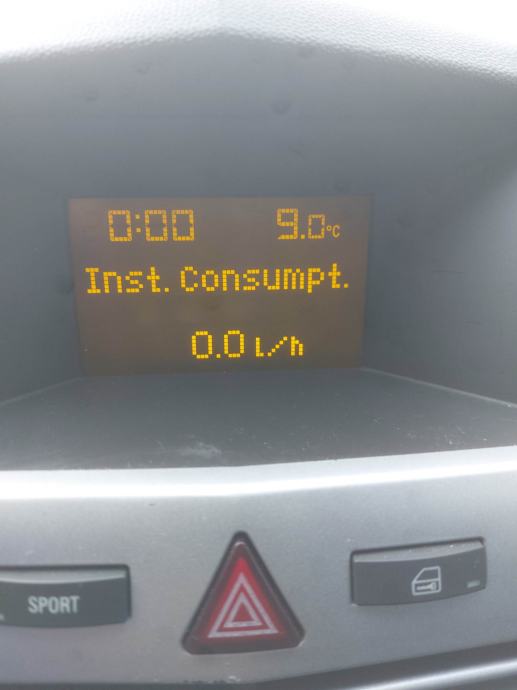 0:00 9.0°C
Inst. Consumpt.
0.0 l/h
SPORT